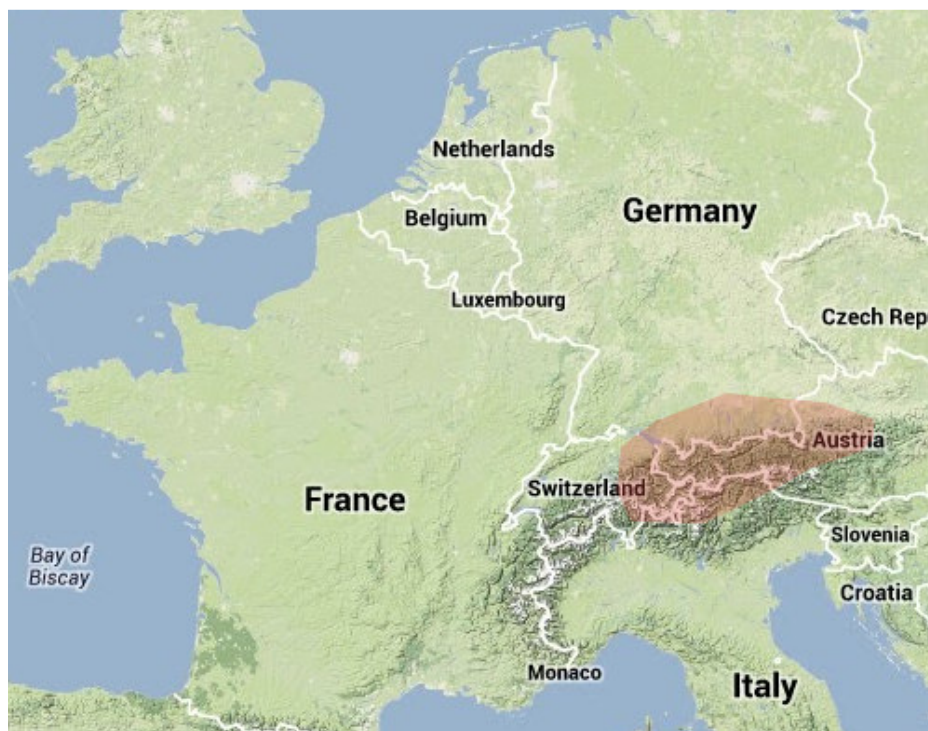 Netherlands
Belgium
Germany
Luxembourg
Czech Rep
Austria
France
Switzerland
Bay of
Biscay
Slovenia
Croatia
Monaco
Italy